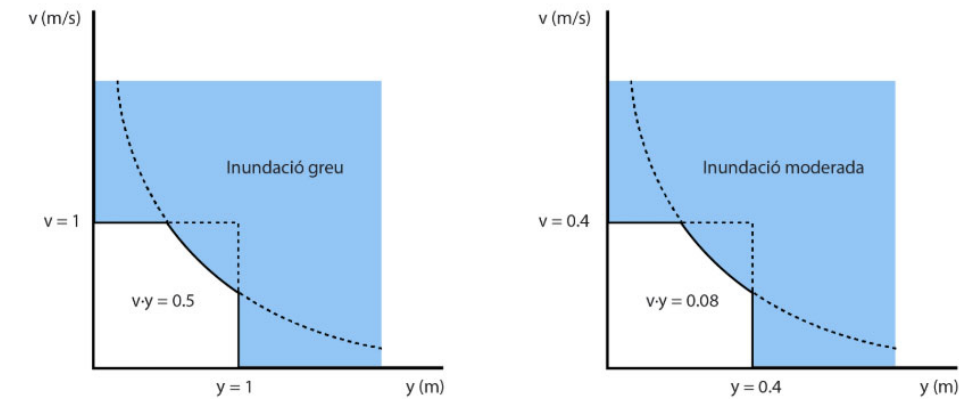 v (m/s)
Inundació greu
v = 1
v·y = 0.5
y = 1
y (m)
v (m/s)
Inundació moderada
v = 0.4
v·y = 0.08
y = 0.4
y (m)